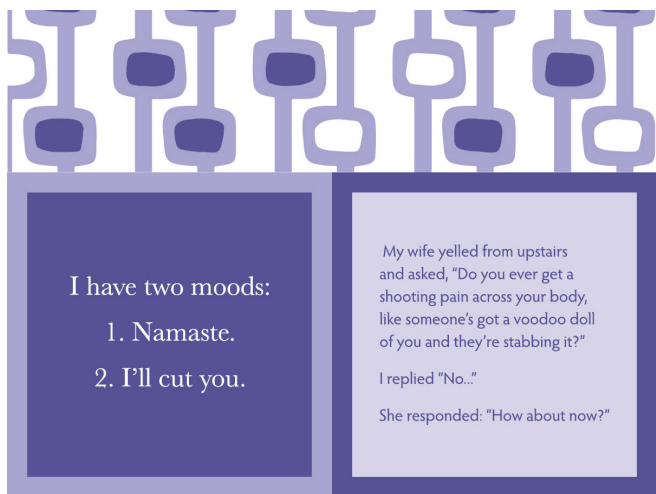 I have two moods:
1. Namaste.
2. I’ll cut you.
My wife yelled from upstairs
and asked, “Do you ever get a
shooting pain across your body,
like someone’s got a voodoo doll
of you and they’re stabbing it?”
I replied “No...”
She responded: “How about now?”